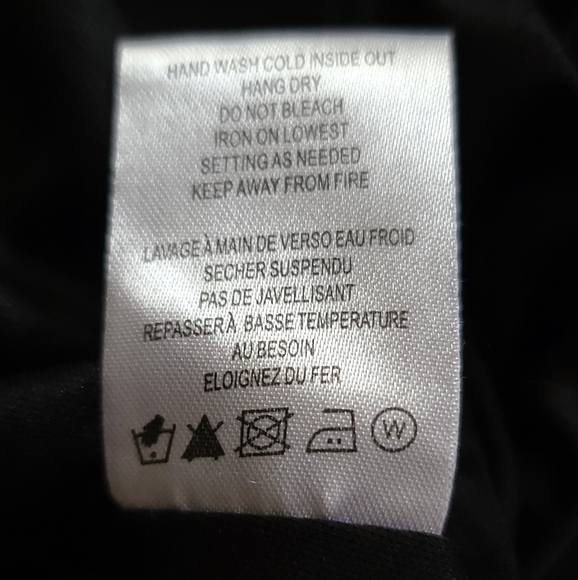 HAND WASH COLD INSIDE OUT
HANG DRY
DO NOT BLEACH
IRON ON LOWEST
SETTING AS NEEDED
KEEP AWAY FROM FIRE
LAVAGE À MAIN DE VERSO EAU FROID
SECHER SUSPENDU
PAS DE JAVELLISANT
REPASSER À BASSE TEMPERATURE
AU BESOIN
ELOIGNEZ DU FER
W